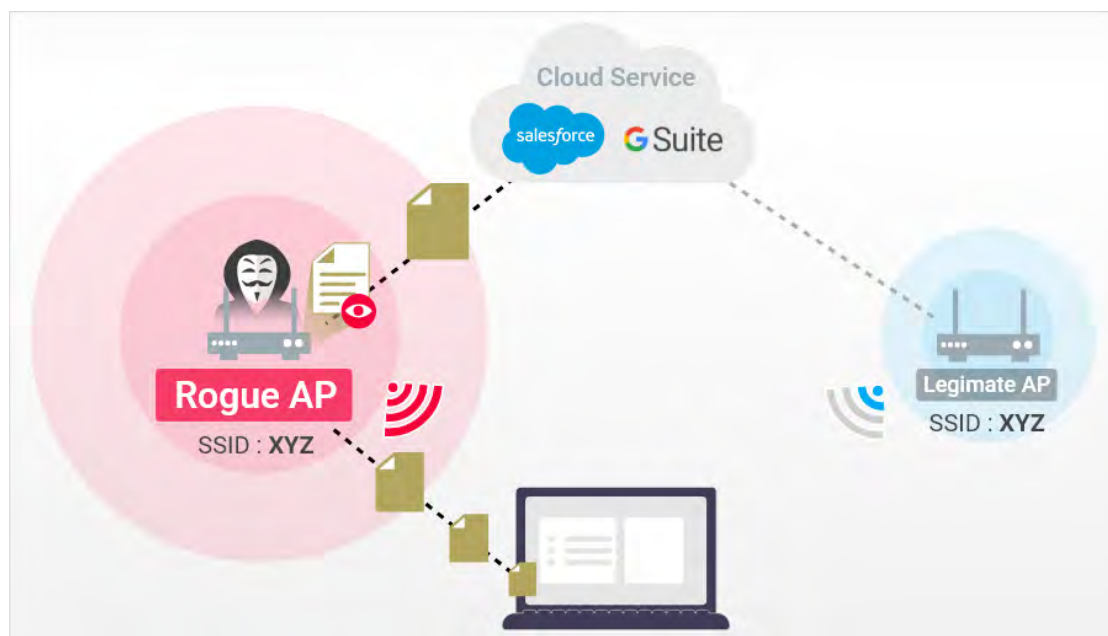 Cloud Service
salesforce
G Suite
Rogue AP
SSID : XYZ
Legimate AP
SSID : XYZ